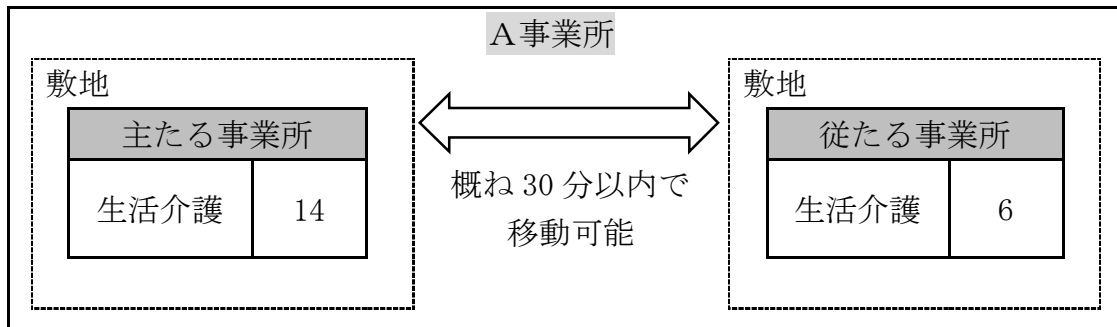 A事業所
敷地
主たる事業所
生活介護 14
概ね 30 分以内で
移動可能
敷地
従たる事業所
生活介護 6